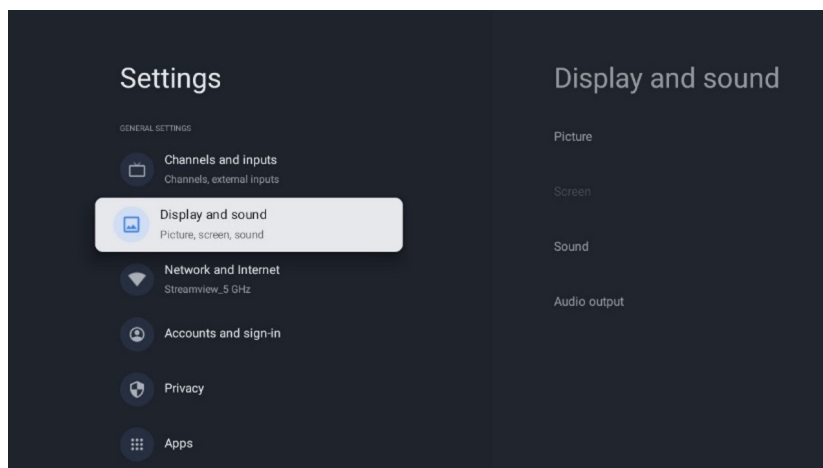 Settings
GENERAL SETTINGS
Channels and inputs
Channels, external inputs
Display and sound
Picture, screen, sound
Network and Internet
Streamview_5 GHz
Accounts and sign-in
Privacy
Apps
Display and sound
Picture
Screen
Sound
Audio output